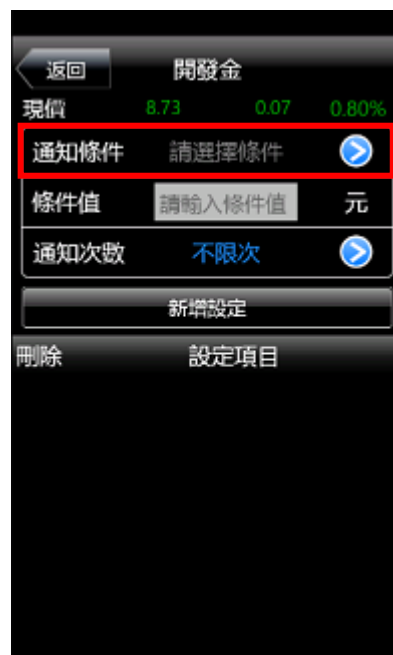 返回 開發金
現價 8.73 0.07 0.80%
通知條件 請選擇條件
條件值 請輸入條件值 元
通知次數 不限次
新增設定
刪除 設定項目